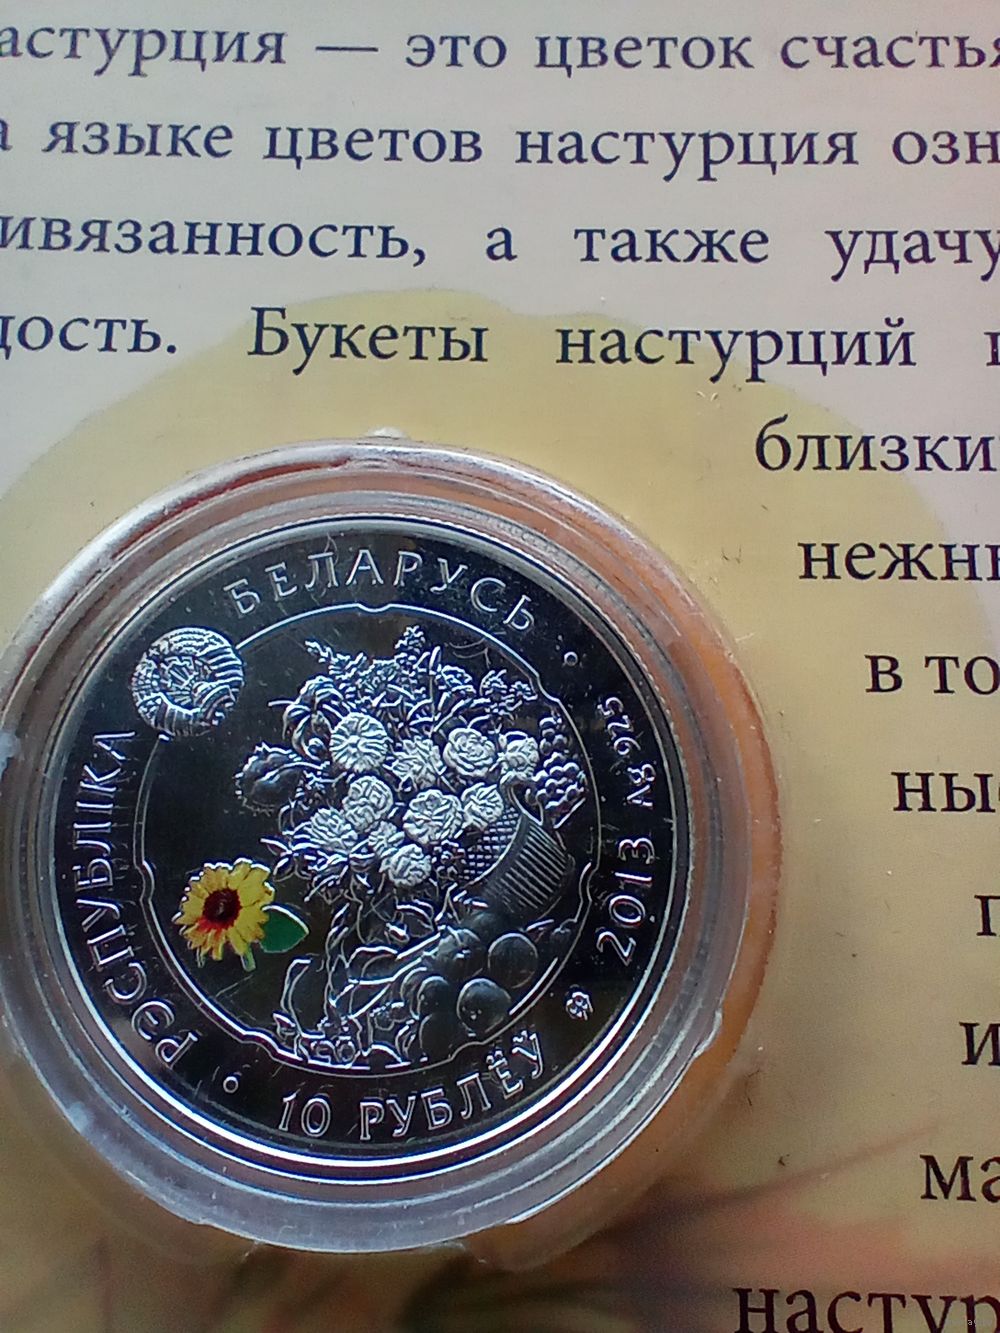 астурция — это цветок счастья
а языке цветов настурция озн
ивязанность, а также удачу
дость. Букеты настурций
близки
нежны
в то
ны
п
и
ма
настур
РЭСПУБЛІКА БЕЛАРУСЬ
AG 925
2013
10 РУБЛЁЎ